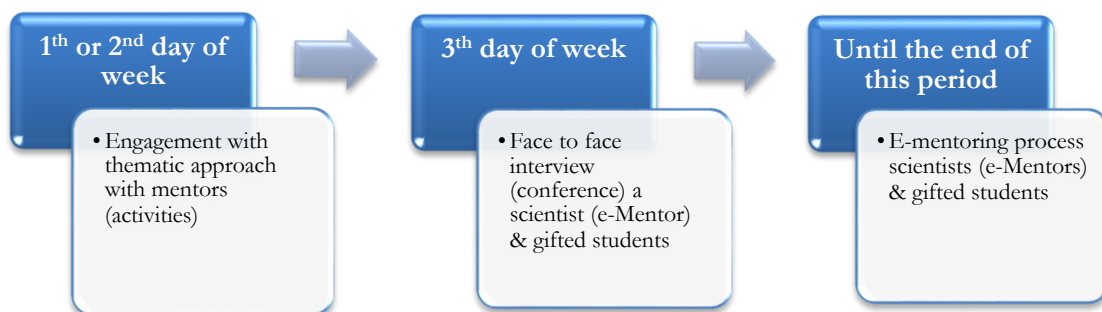 1th or 2nd day of
week
• Engagement with
thematic approach
with mentors
(activities)
3th day of week
• Face to face
interview
(conference) a
scientist (e-Mentor)
& gifted students
Until the end of
this period
• E-mentoring process
scientists (e-Mentors)
& gifted students